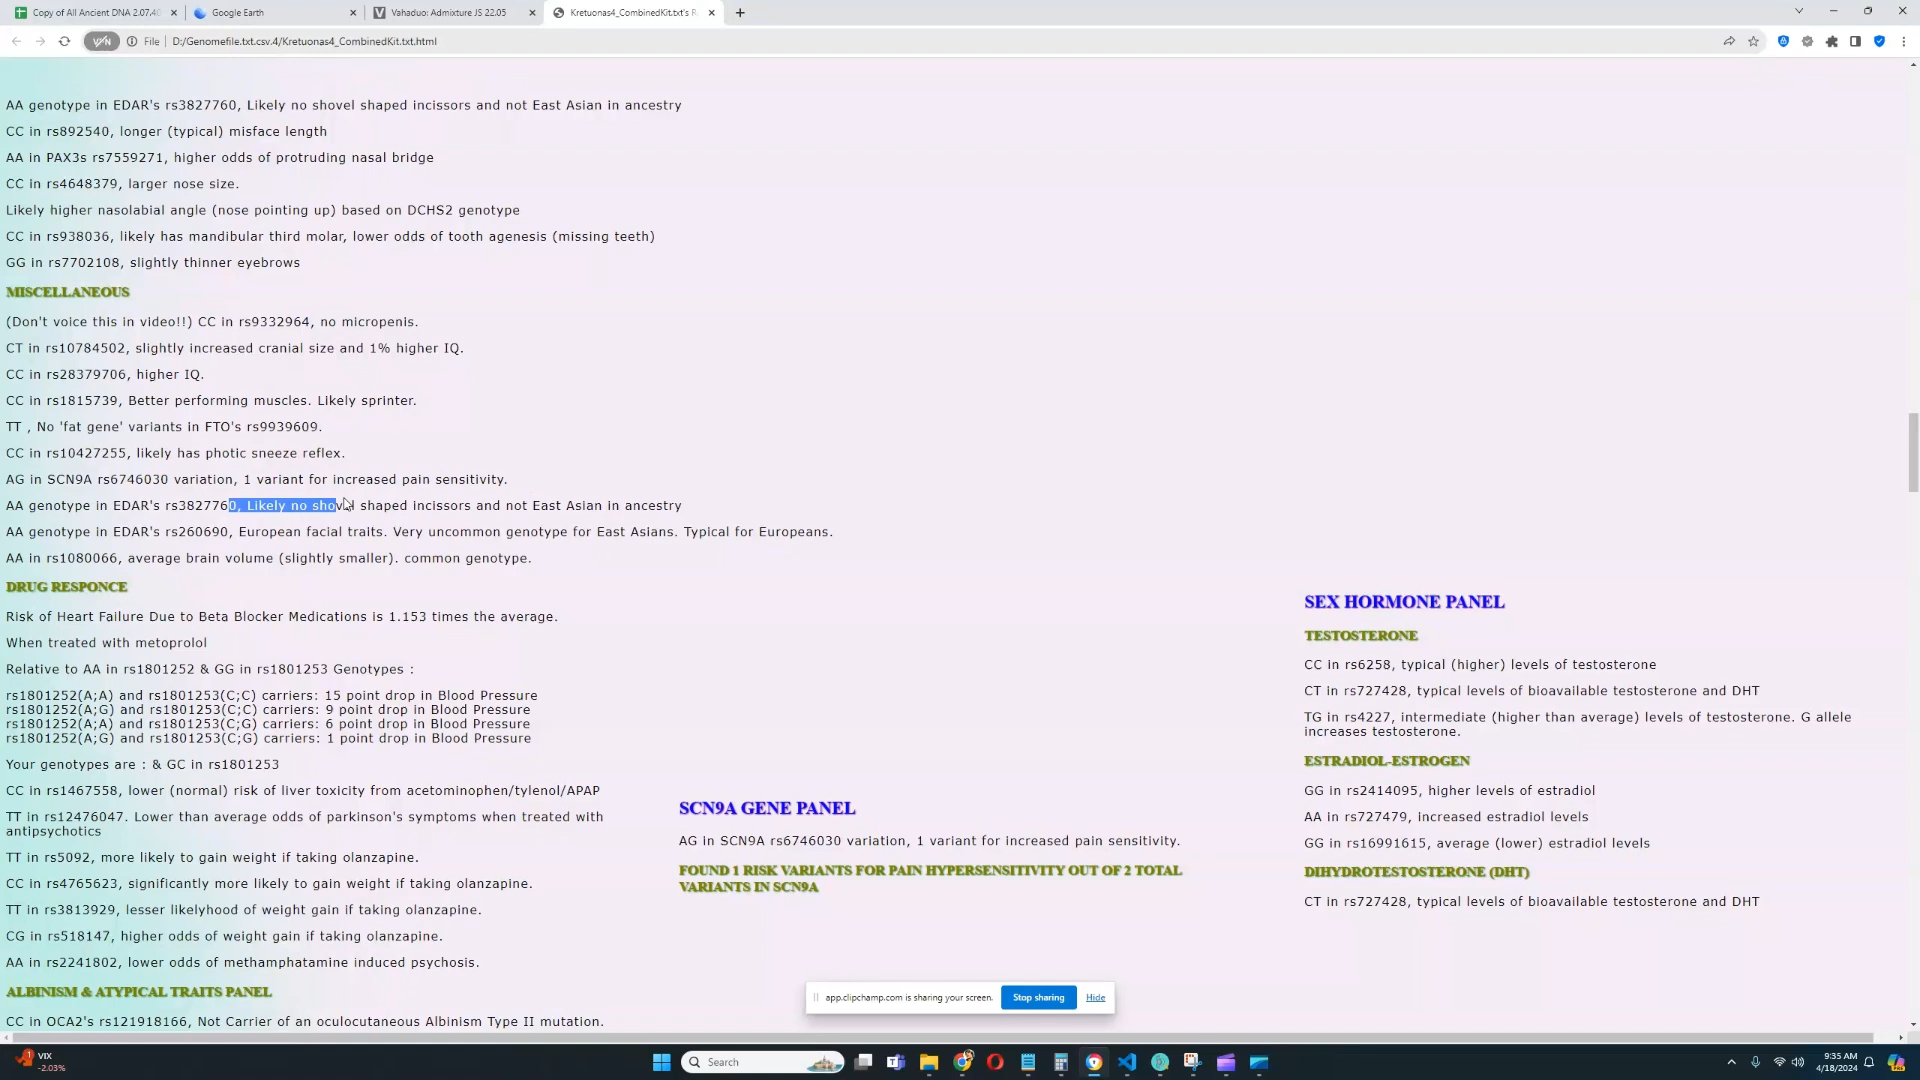 Copy of All Ancient DNA 2.07.48
Google Earth
Vahaduo: Admixture JS 22.05
Kretuonas4_CombinedKit.txt's R
VPN
File
D:/Genomefile.txt.csv.4/Kretuonas4_CombinedKit.txt.html
AA genotype in EDAR's rs3827760, Likely no shovel shaped incissors and not East Asian in ancestry
CC in rs892540, longer (typical) misface length
AA in PAX3s rs7559271, higher odds of protruding nasal bridge
CC in rs4648379, larger nose size.
Likely higher nasolabial angle (nose pointing up) based on DCHS2 genotype
CC in rs938036, likely has mandibular third molar, lower odds of tooth agenesis (missing teeth)
GG in rs7702108, slightly thinner eyebrows
MISCELLANEOUS
(Don't voice this in video!!) CC in rs9332964, no micropenis.
CT in rs10784502, slightly increased cranial size and 1% higher IQ.
CC in rs28379706, higher IQ.
CC in rs1815739, Better performing muscles. Likely sprinter.
TT , No 'fat gene' variants in FTO's rs9939609.
CC in rs10427255, likely has photic sneeze reflex.
AG in SCN9A rs6746030 variation, 1 variant for increased pain sensitivity.
AA genotype in EDAR's rs3827760, Likely no shovel shaped incissors and not East Asian in ancestry
AA genotype in EDAR's rs260690, European facial traits. Very uncommon genotype for East Asians. Typical for Europeans.
AA in rs1080066, average brain volume (slightly smaller). common genotype.
DRUG RESPONCE
Risk of Heart Failure Due to Beta Blocker Medications is 1.153 times the average.
When treated with metoprolol
Relative to AA in rs1801252 & GG in rs1801253 Genotypes :
rs1801252(A;A) and rs1801253(C;C) carriers: 15 point drop in Blood Pressure
rs1801252(A;G) and rs1801253(C;C) carriers: 9 point drop in Blood Pressure
rs1801252(A;A) and rs1801253(C;G) carriers: 6 point drop in Blood Pressure
rs1801252(A;G) and rs1801253(C;G) carriers: 1 point drop in Blood Pressure
Your genotypes are : & GC in rs1801253
CC in rs1467558, lower (normal) risk of liver toxicity from acetominophen/tylenol/APAP
TT in rs12476047. Lower than average odds of parkinson's symptoms when treated with
antipsychotics
TT in rs5092, more likely to gain weight if taking olanzapine.
CC in rs4765623, significantly more likely to gain weight if taking olanzapine.
TT in rs3813929, lesser likelyhood of weight gain if taking olanzapine.
CG in rs518147, higher odds of weight gain if taking olanzapine.
AA in rs2241802, lower odds of methamphatamine induced psychosis.
ALBINISM & ATYPICAL TRAITS PANEL
CC in OCA2's rs121918166, Not Carrier of an oculocutaneous Albinism Type II mutation.
SCN9A GENE PANEL
AG in SCN9A rs6746030 variation, 1 variant for increased pain sensitivity.
FOUND 1 RISK VARIANTS FOR PAIN HYPERSENSITIVITY OUT OF 2 TOTAL
VARIANTS IN SCN9A
SEX HORMONE PANEL
TESTOSTERONE
CC in rs6258, typical (higher) levels of testosterone
CT in rs727428, typical levels of bioavailable testosterone and DHT
TG in rs4227, intermediate (higher than average) levels of testosterone. G allele
increases testosterone.
ESTRADIOL-ESTROGEN
GG in rs2414095, higher levels of estradiol
AA in rs727479, increased estradiol levels
GG in rs16991615, average (lower) estradiol levels
DIHYDROTESTOSTERONE (DHT)
CT in rs727428, typical levels of bioavailable testosterone and DHT
app.clipchamp.com is sharing your screen.
Stop sharing
Hide
1
VIX
-2.03%
Search
9:35 AM
4/18/2024